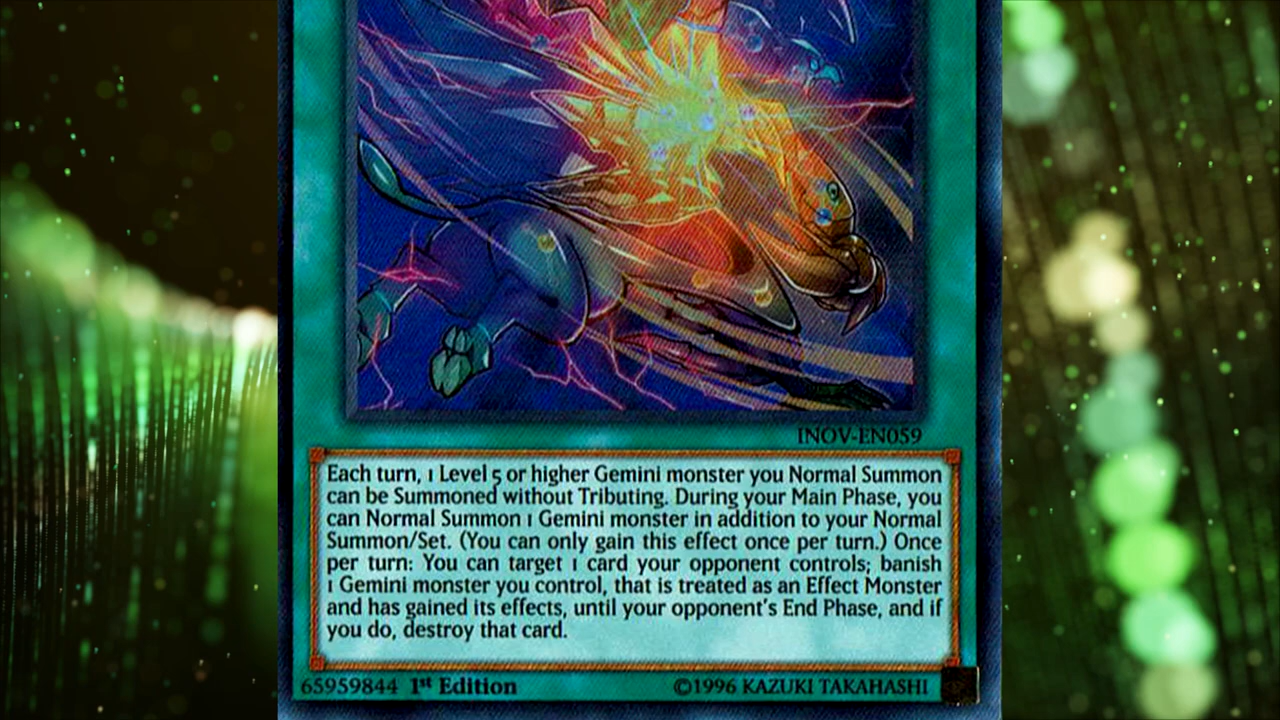 INOV-EN059
Each turn, 1 Level 5 or higher Gemini monster you Normal Summon
can be Summoned without Tributing. During your Main Phase, you
can Normal Summon 1 Gemini monster in addition to your Normal
Summon/Set. (You can only gain this effect once per turn.) Once
per turn: You can target 1 card your opponent controls; banish
1 Gemini monster you control, that is treated as an Effect Monster
and has gained its effects, until your opponent's End Phase, and if
you do, destroy that card.
65959844 1st Edition ©1996 KAZUKI TAKAHASHI